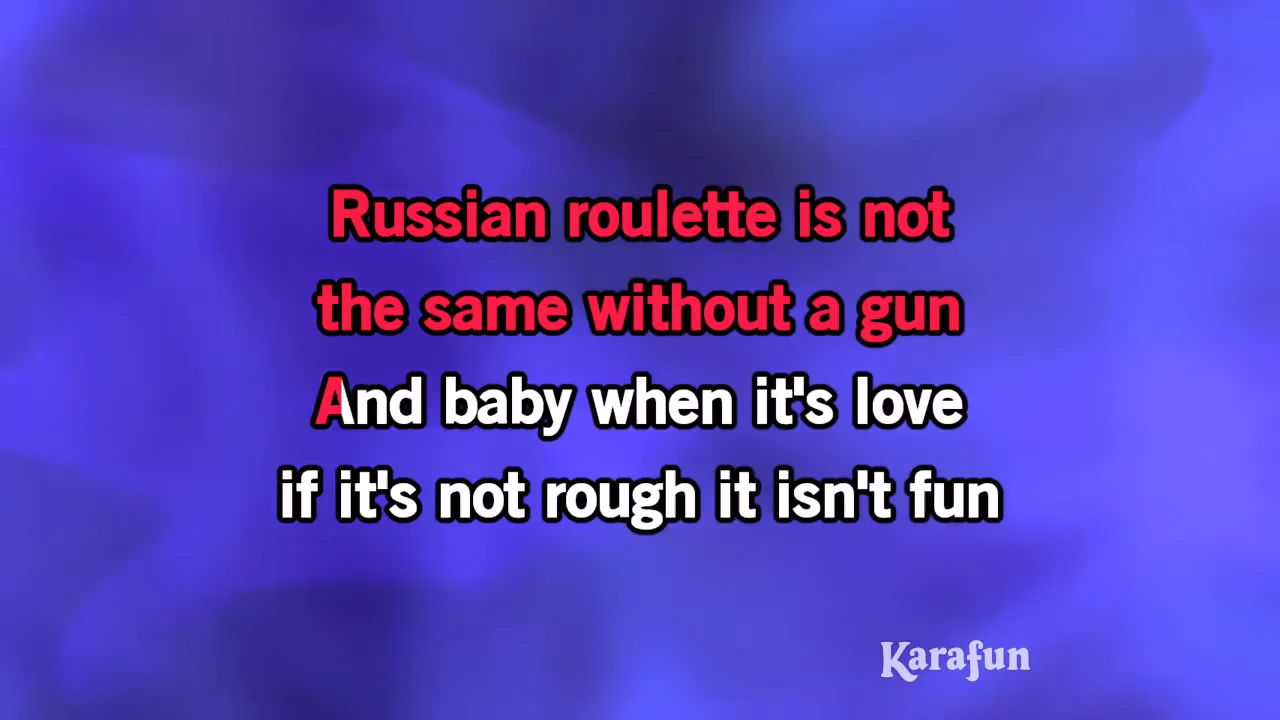 Russian roulette is not
the same without a gun
And baby when it's love
if it's not rough it isn't fun
Karafun